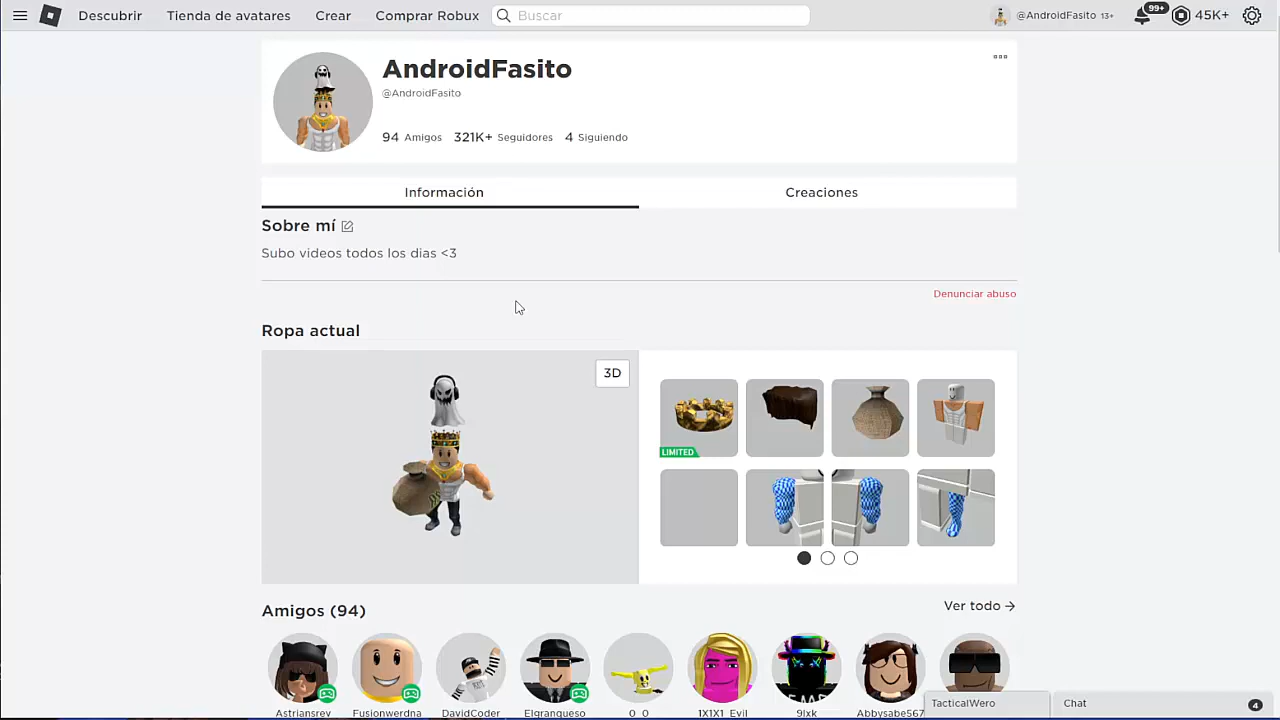 Descubrir Tienda de avatares Crear Comprar Robux Buscar @AndroidFasito 13+ 99+ 45K+
AndroidFasito
@AndroidFasito
94 Amigos 321K+ Seguidores 4 Siguiendo
Información Creaciones
Sobre mí
Subo videos todos los dias <3
Denunciar abuso
Ropa actual
3D
LIMITED
Amigos (94) Ver todo →
Astriansrev Fusionwerdna DavidCoder Elgranqueso 0_0 1X1X1_Evil 9lxk Abbysabe567
TacticalWero Chat 4